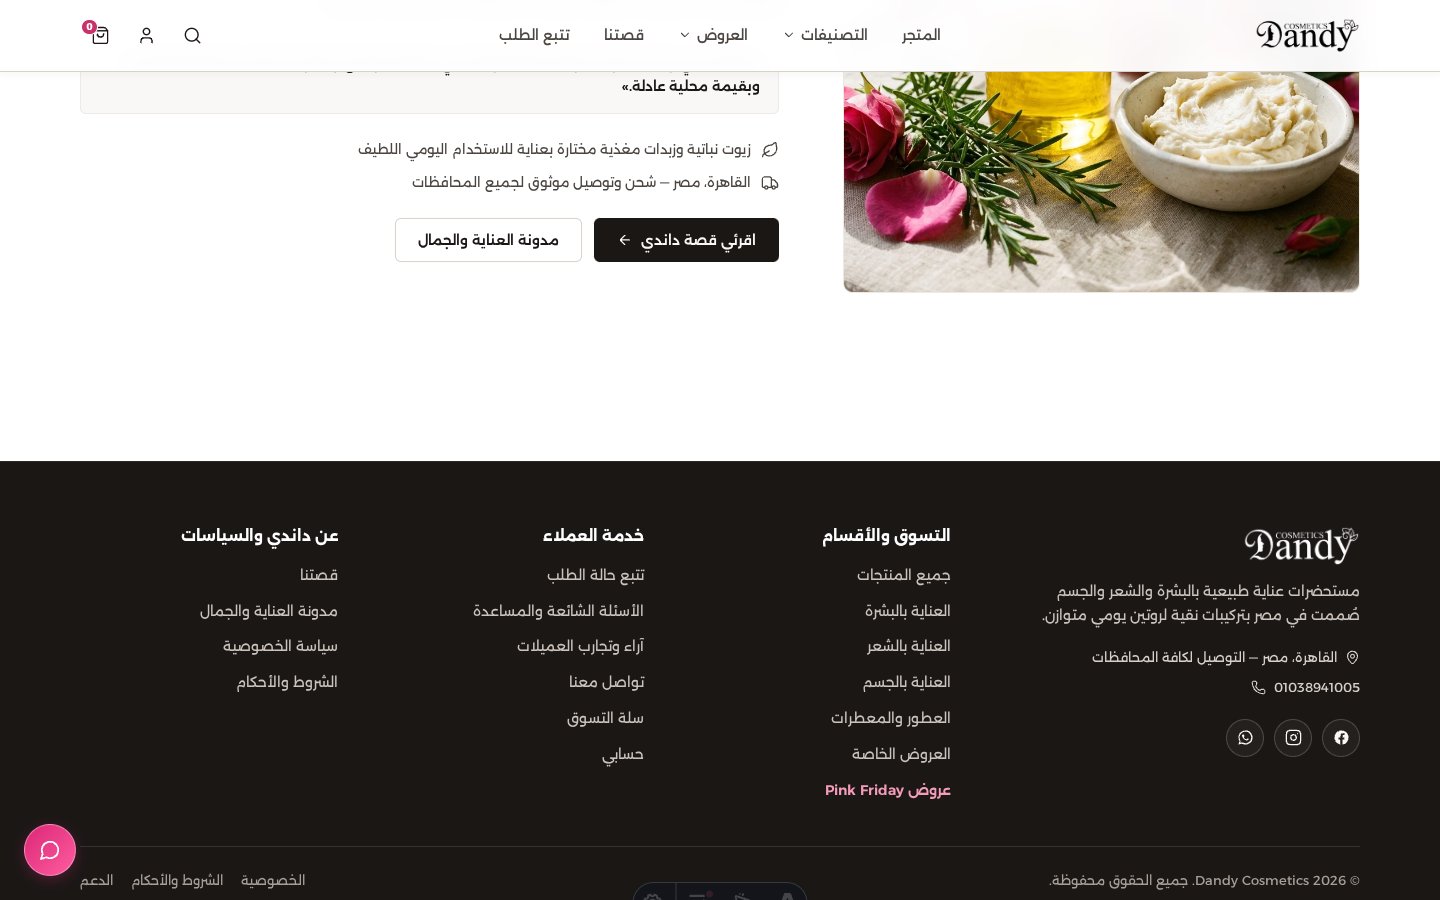 COSMETICS
Dandy
المتجر
التصنيفات
العروض
قصتنا
تتبع الطلب
0
وبقيمة محلية عادلة.»
زيوت نباتية وزبدات مغذية مختارة بعناية للاستخدام اليومي اللطيف
القاهرة، مصر — شحن وتوصيل موثوق لجميع المحافظات
اقرئي قصة داندي
مدونة العناية والجمال
COSMETICS
Dandy
مستحضرات عناية طبيعية بالبشرة والشعر والجسم
صُممت في مصر بتركيبات نقية لروتين يومي متوازن.
القاهرة، مصر — التوصيل لكافة المحافظات
01038941005
التسوق والأقسام
جميع المنتجات
العناية بالبشرة
العناية بالشعر
العناية بالجسم
العطور والمعطرات
العروض الخاصة
عروض Pink Friday
خدمة العملاء
تتبع حالة الطلب
الأسئلة الشائعة والمساعدة
آراء وتجارب العميلات
تواصل معنا
سلة التسوق
حسابي
عن داندي والسياسات
قصتنا
مدونة العناية والجمال
سياسة الخصوصية
الشروط والأحكام
© 2026 Dandy Cosmetics. جميع الحقوق محفوظة.
الخصوصية
الشروط والأحكام
الدعم